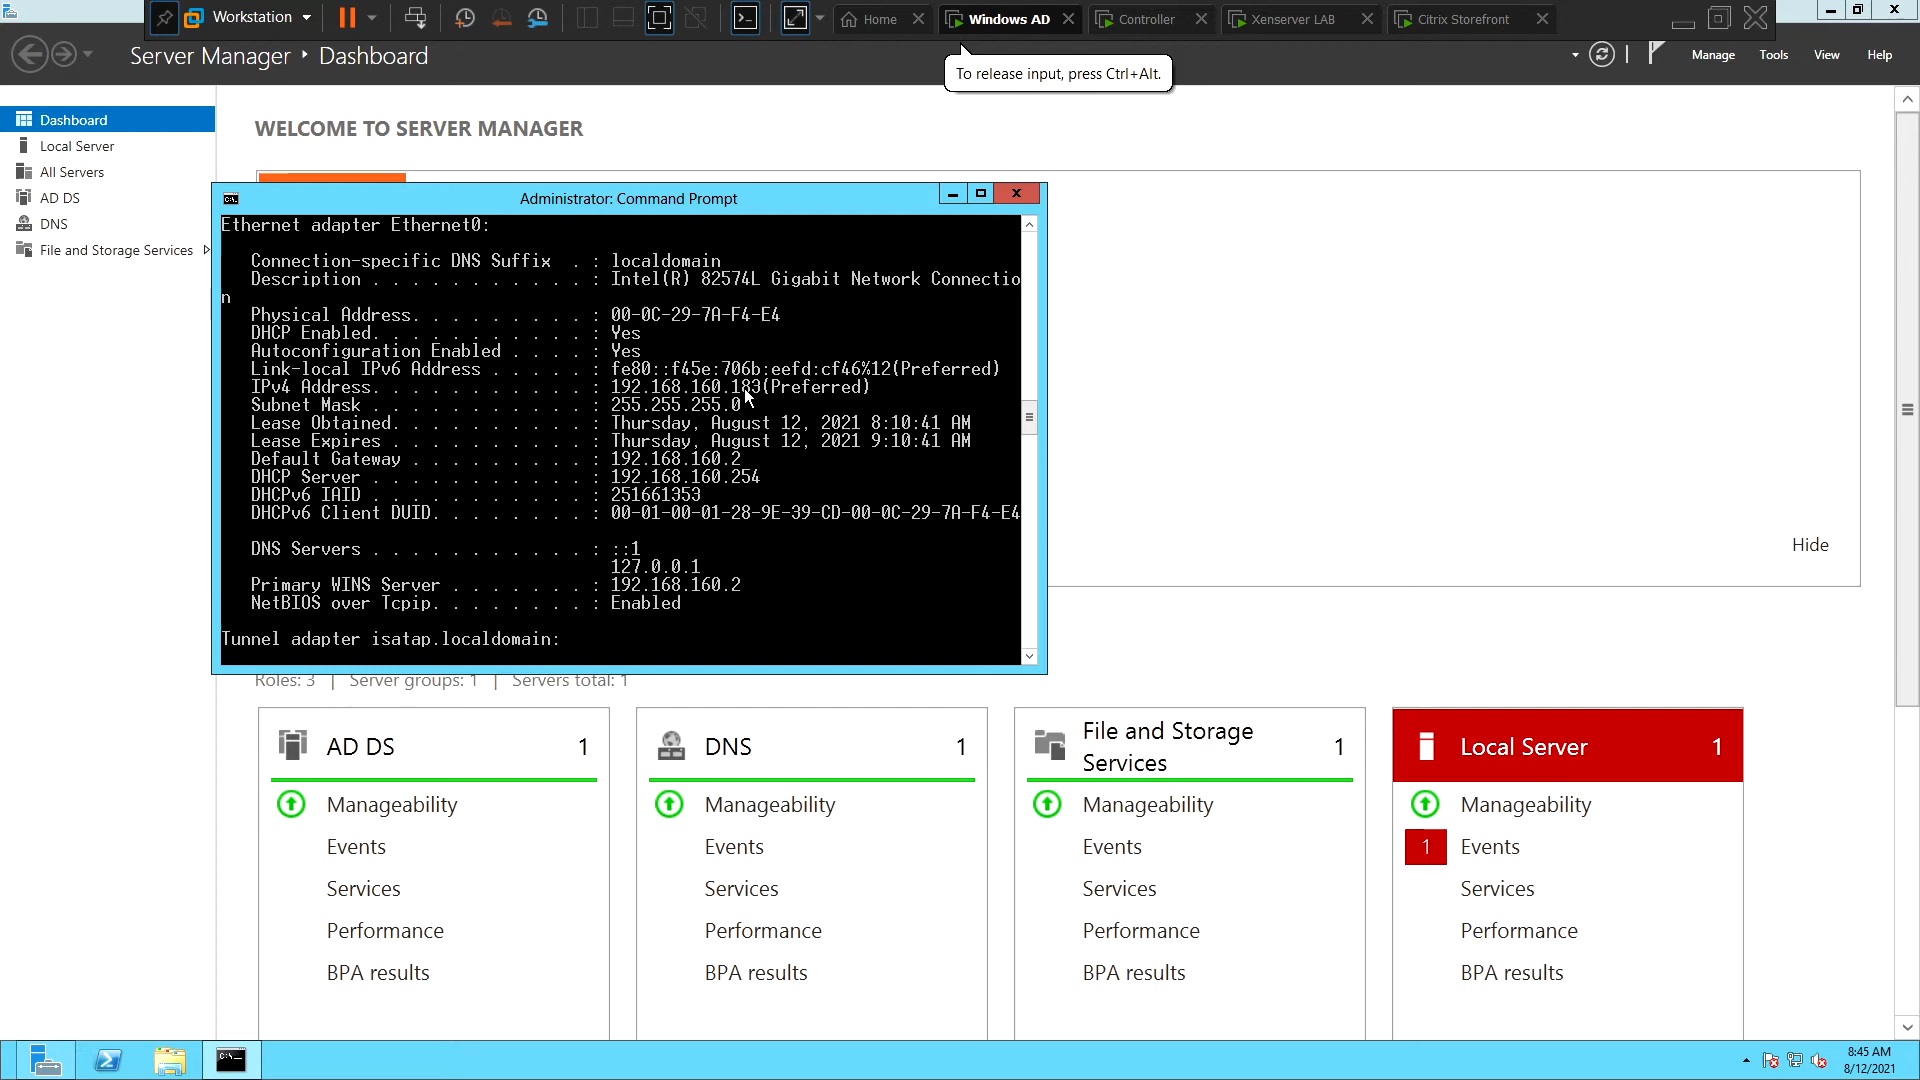 Workstation
Home
Windows AD
Controller
Xenserver LAB
Citrix Storefront
Server Manager ‣ Dashboard
To release input, press Ctrl+Alt.
Manage
Tools
View
Help
Dashboard
Local Server
All Servers
AD DS
DNS
File and Storage Services
WELCOME TO SERVER MANAGER
Administrator: Command Prompt
Ethernet adapter Ethernet0:
Connection-specific DNS Suffix . : localdomain
Description . . . . . . . . . . . : Intel(R) 82574L Gigabit Network Connectio
n
Physical Address. . . . . . . . . : 00-0C-29-7A-F4-E4
DHCP Enabled. . . . . . . . . . . : Yes
Autoconfiguration Enabled . . . . : Yes
Link-local IPv6 Address . . . . . : fe80::f45e:706b:eefd:cf46%12(Preferred)
IPv4 Address. . . . . . . . . . . : 192.168.160.183(Preferred)
Subnet Mask . . . . . . . . . . . : 255.255.255.0
Lease Obtained. . . . . . . . . . : Thursday, August 12, 2021 8:10:41 AM
Lease Expires . . . . . . . . . . : Thursday, August 12, 2021 9:10:41 AM
Default Gateway . . . . . . . . . : 192.168.160.2
DHCP Server . . . . . . . . . . . : 192.168.160.254
DHCPv6 IAID . . . . . . . . . . . : 251661353
DHCPv6 Client DUID. . . . . . . . : 00-01-00-01-28-9E-39-CD-00-0C-29-7A-F4-E4
DNS Servers . . . . . . . . . . . : ::1
127.0.0.1
Primary WINS Server . . . . . . . : 192.168.160.2
NetBIOS over Tcpip. . . . . . . . : Enabled
Tunnel adapter isatap.localdomain:
Hide
Roles: 3 | Server groups: 1 | Servers total: 1
AD DS 1
Manageability
Events
Services
Performance
BPA results
DNS 1
Manageability
Events
Services
Performance
BPA results
File and Storage
Services 1
Manageability
Events
Services
Performance
BPA results
Local Server 1
Manageability
1 Events
Services
Performance
BPA results
8:45 AM
8/12/2021